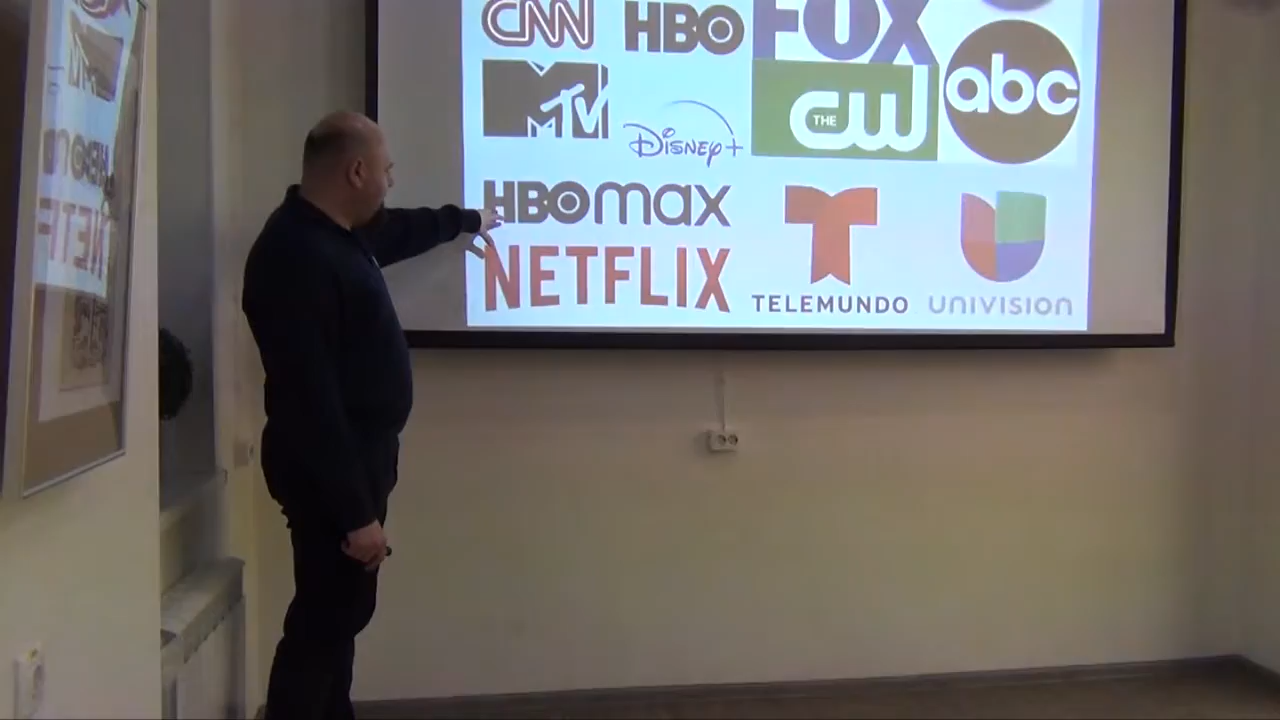 CNN HBO FOX
abc
MTV DISNEY+ THE CW
HBO max
NETFLIX TELEMUNDO UNIVISION